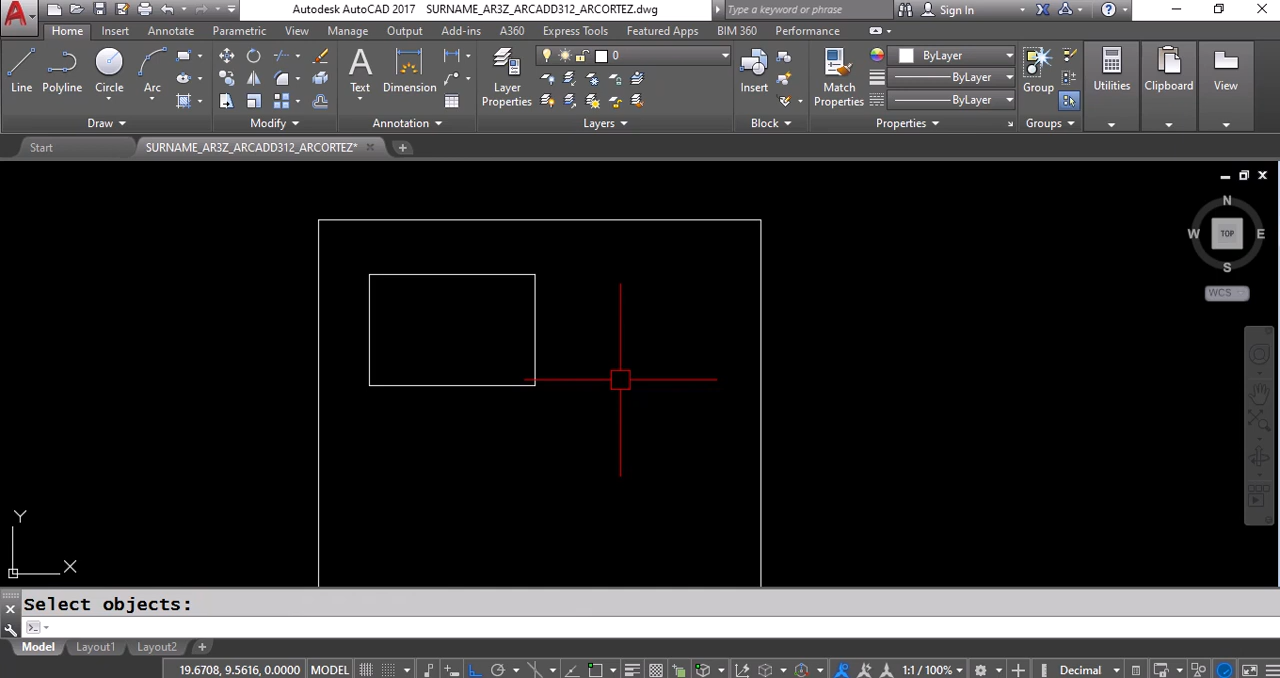 Autodesk AutoCAD 2017 SURNAME_AR3Z_ARCADD312_ARCORTEZ.dwg
Type a keyword or phrase
Sign In
Home Insert Annotate Parametric View Manage Output Add-ins A360 Express Tools Featured Apps BIM 360 Performance
0
ByLayer
ByLayer
ByLayer
Line Polyline Circle Arc Text Dimension Layer Properties Insert Match Properties Group Utilities Clipboard View
Draw Modify Annotation Layers Block Properties Groups
Start SURNAME_AR3Z_ARCADD312_ARCORTEZ*
N
W TOP E
S
WCS
Y
X
Select objects:
Model Layout1 Layout2
19.6708, 9.5616, 0.0000 MODEL 1:1 / 100% Decimal